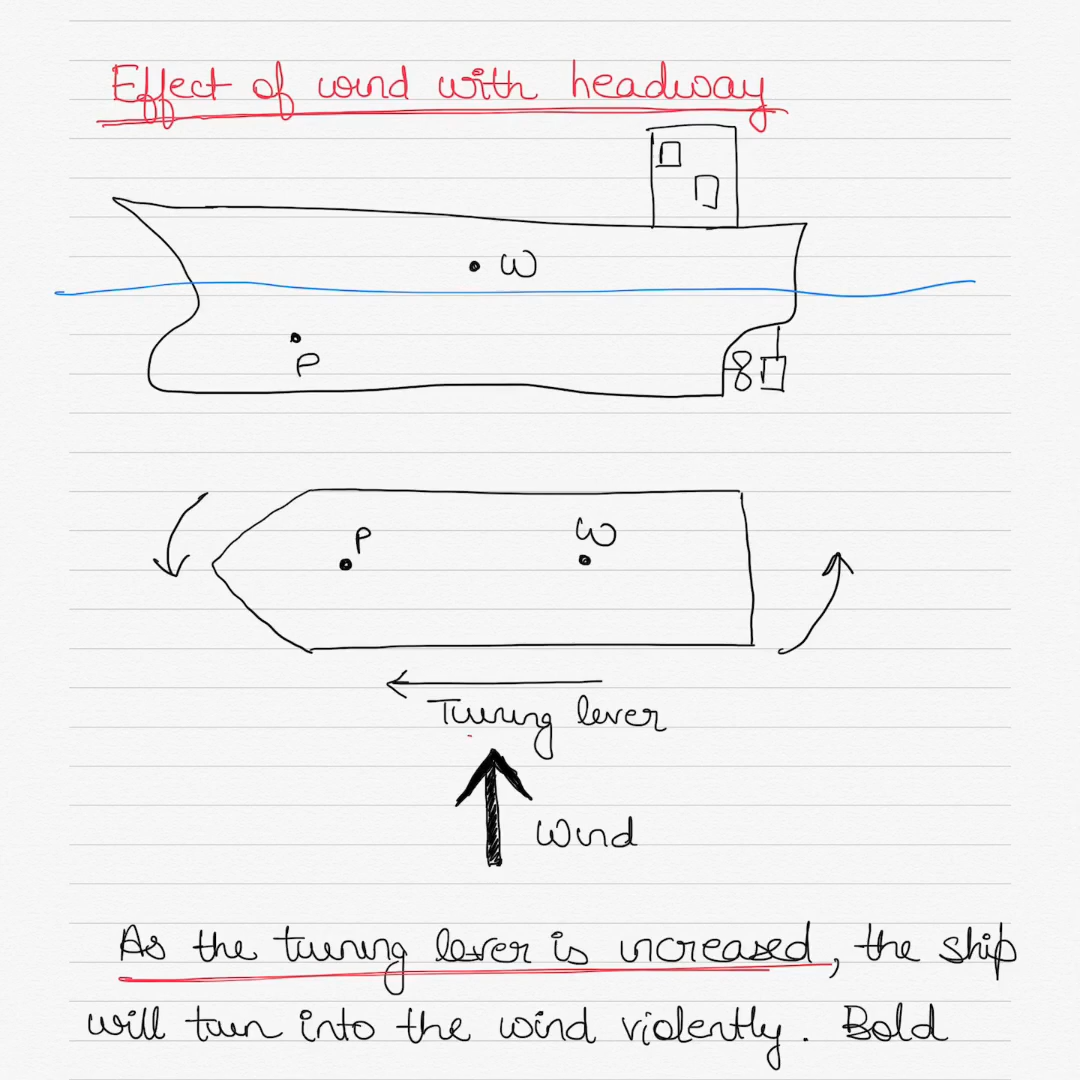 Effect of wind with headway
W
P
P
W
Turning lever
Wind
As the turning lever is increased, the ship
will turn into the wind violently. Bold